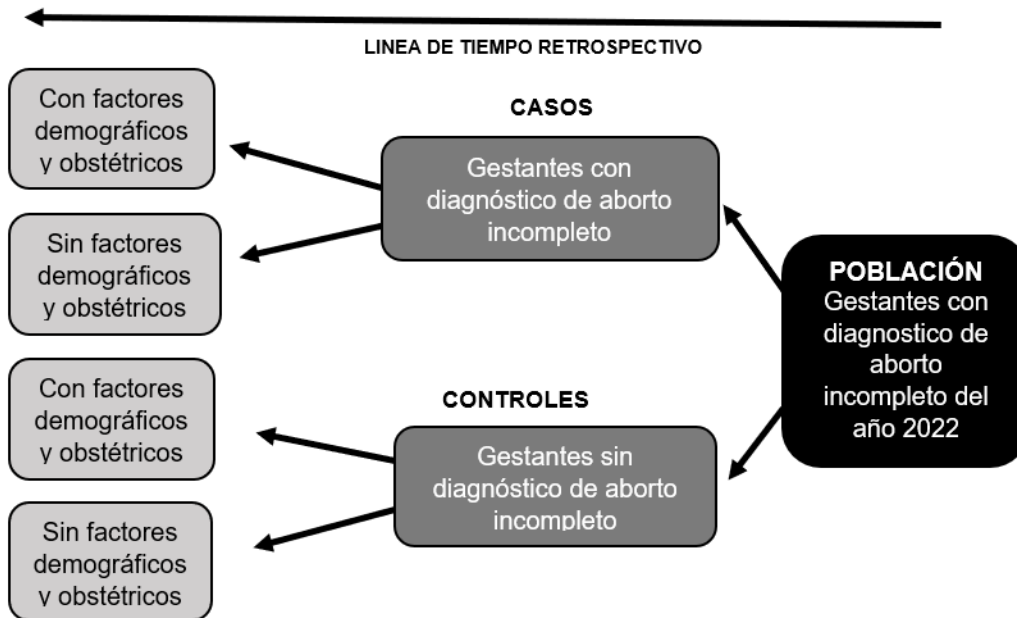 LINEA DE TIEMPO RETROSPECTIVO
Con factores
demográficos
y obstétricos
Sin factores
demográficos
y obstétricos
CASOS
Gestantes con
diagnóstico de aborto
incompleto
POBLACIÓN
Gestantes con
diagnostico de
aborto
incompleto del
año 2022
Con factores
demográficos
y obstétricos
Sin factores
demográficos
y obstétricos
CONTROLES
Gestantes sin
diagnóstico de aborto
incompleto